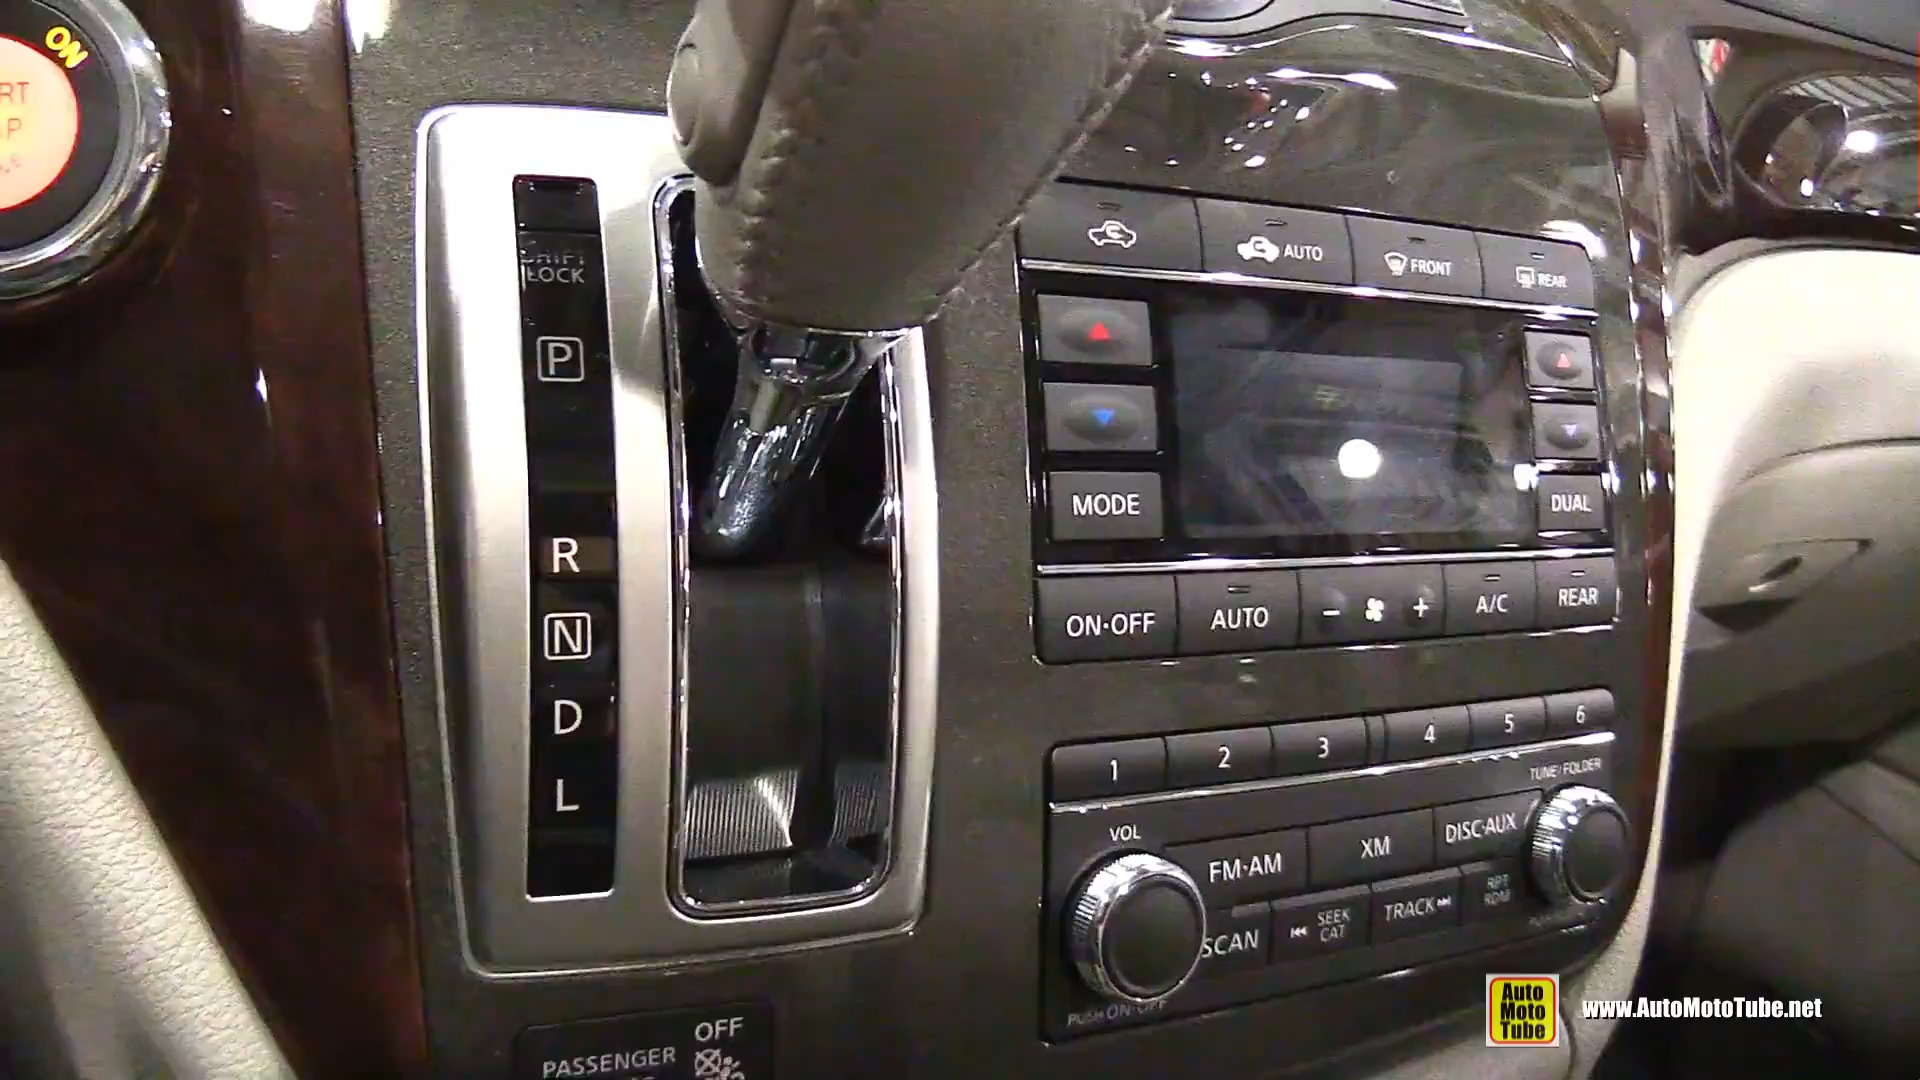 ON
SHIFT
LOCK
P
R
N
D
L
AUTO
FRONT
REAR
MODE
DUAL
ON·OFF
AUTO
− +
A/C
REAR
1 2 3 4 5 6
VOL
TUNE/FOLDER
FM·AM
XM
DISC·AUX
SCAN
SEEK
CAT
TRACK
RPT
RDM
PUSH ON·OFF
OFF
PASSENGER
Auto
Moto
Tube
www.AutoMotoTube.net